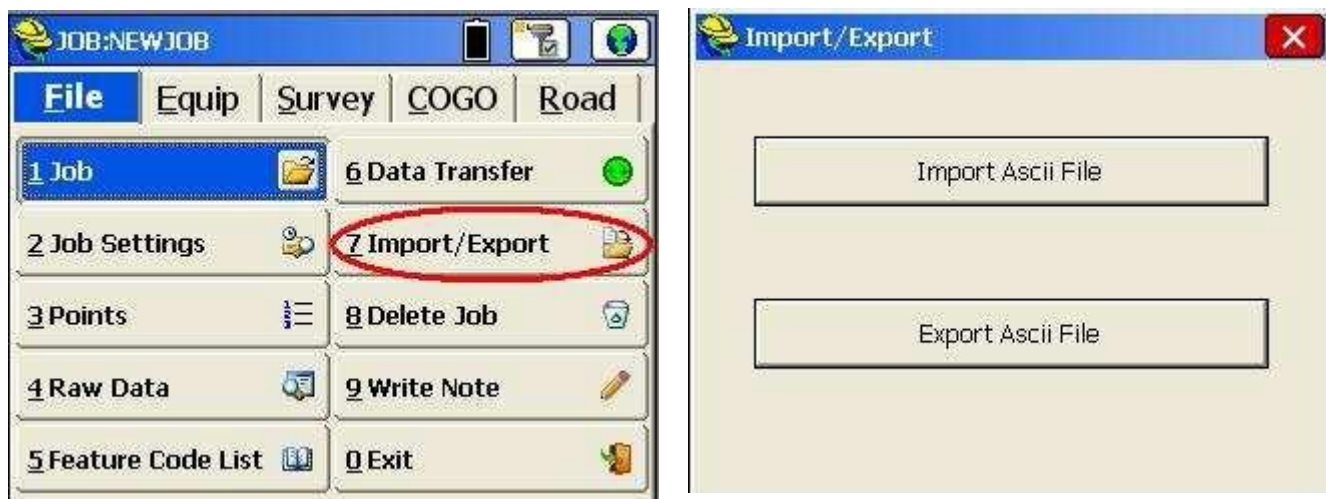 JOB:NEWJOB
File Equip Survey COGO Road
1 Job
6 Data Transfer
2 Job Settings
7 Import/Export
3 Points
8 Delete Job
4 Raw Data
9 Write Note
5 Feature Code List
0 Exit
Import/Export
Import Ascii File
Export Ascii File